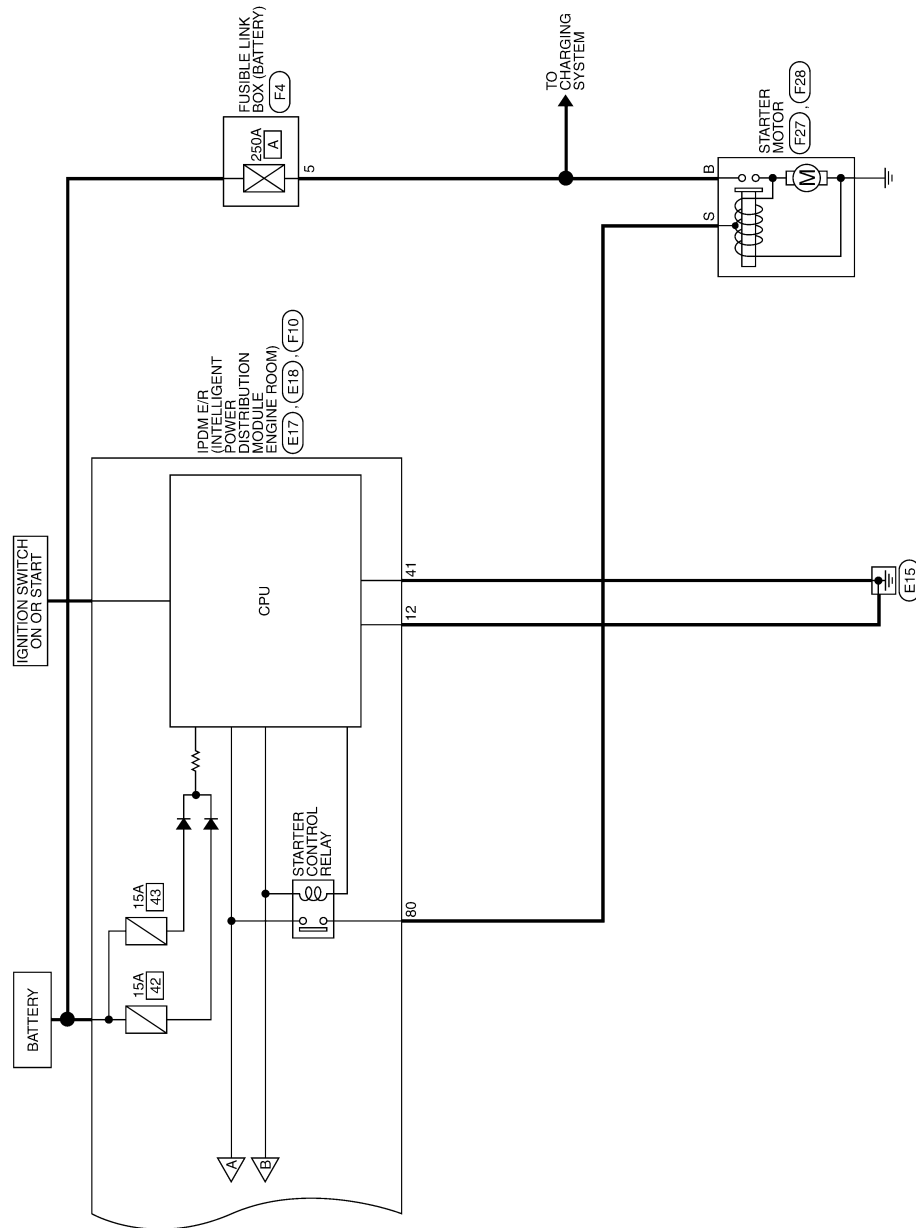 BATTERY
IGNITION SWITCH
ON OR START
15A
42
15A
43
CPU
IPDM E/R
(INTELLIGENT
POWER
DISTRIBUTION
MODULE
ENGINE ROOM)
E17 , E18 , F10
FUSIBLE LINK
BOX (BATTERY)
F4
250A
A
5
A
B
STARTER
CONTROL
RELAY
80
12
41
TO
CHARGING
SYSTEM
S
B
STARTER
MOTOR
F27 , F28
M
E15